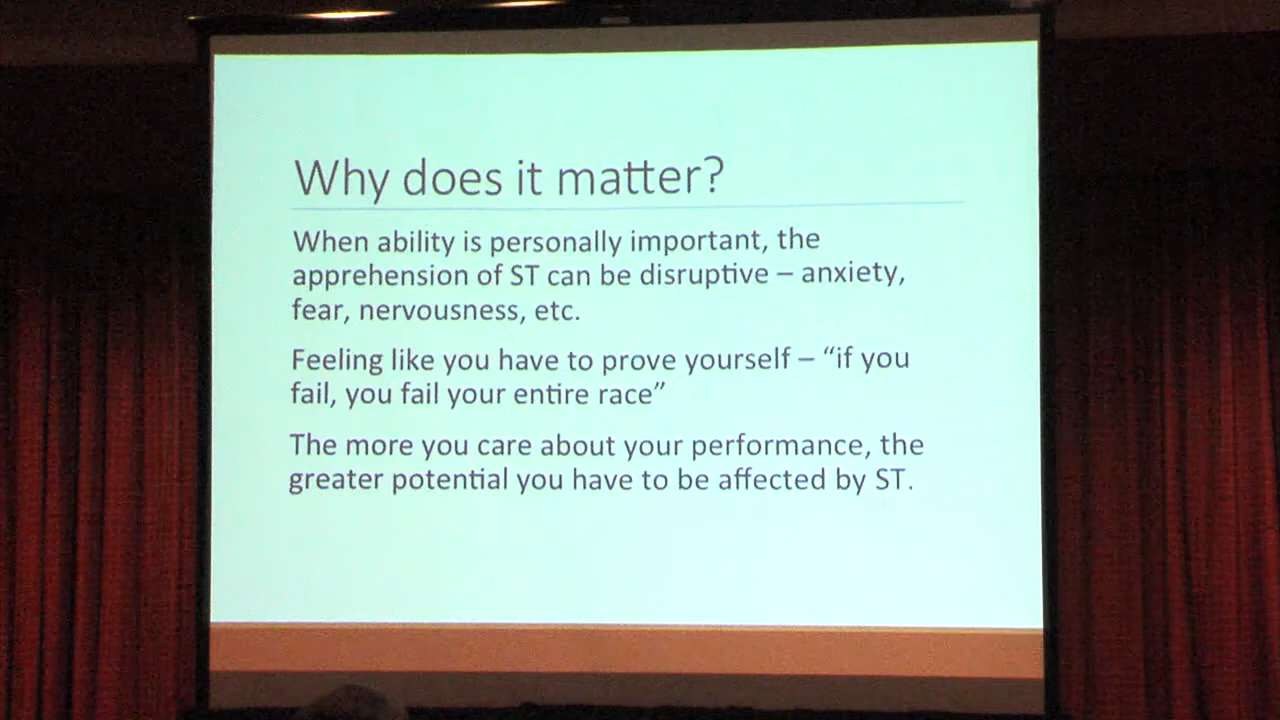 Why does it matter?
When ability is personally important, the
apprehension of ST can be disruptive – anxiety,
fear, nervousness, etc.
Feeling like you have to prove yourself – “if you
fail, you fail your entire race”
The more you care about your performance, the
greater potential you have to be affected by ST.